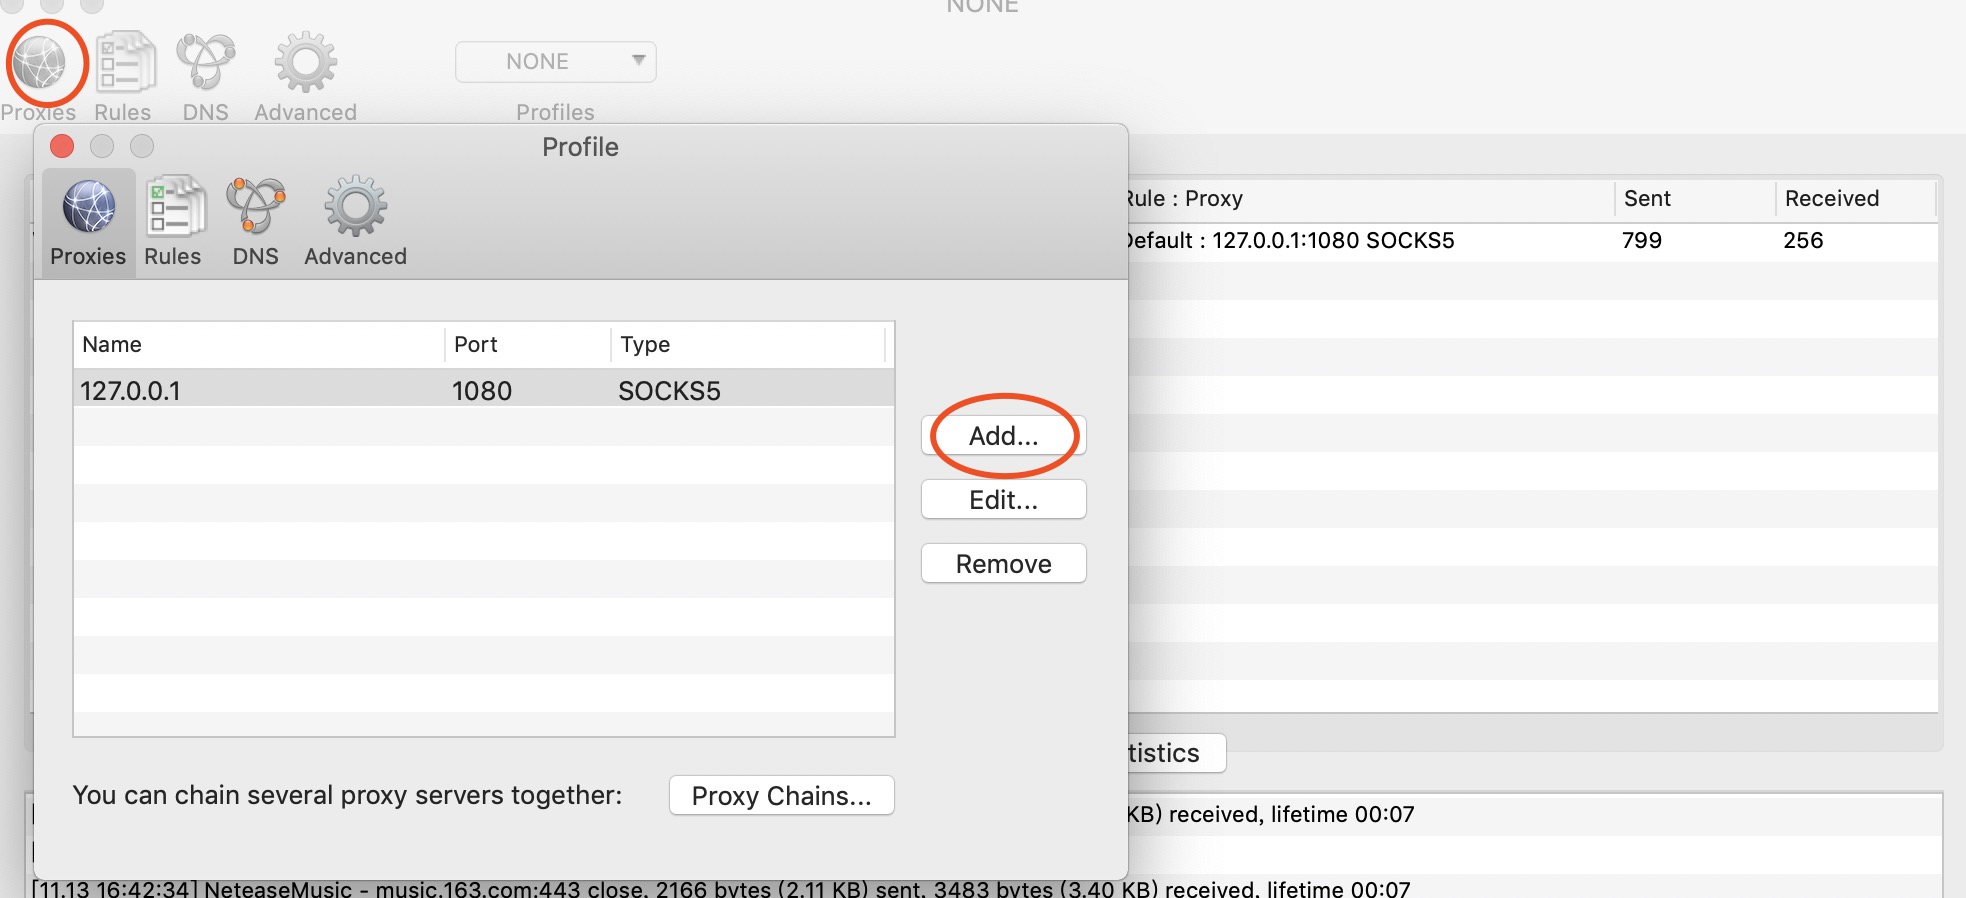 NONE
NONE
Proxies Rules DNS Advanced Profiles
Profile
Proxies Rules DNS Advanced
Rule : Proxy Sent Received
Default : 127.0.0.1:1080 SOCKS5 799 256
Name Port Type
127.0.0.1 1080 SOCKS5
Add...
Edit...
Remove
tistics
You can chain several proxy servers together: Proxy Chains...
KB) received, lifetime 00:07
[11.13 16:42:34] NeteaseMusic - music.163.com:443 close, 2166 bytes (2.11 KB) sent, 3483 bytes (3.40 KB) received, lifetime 00:07